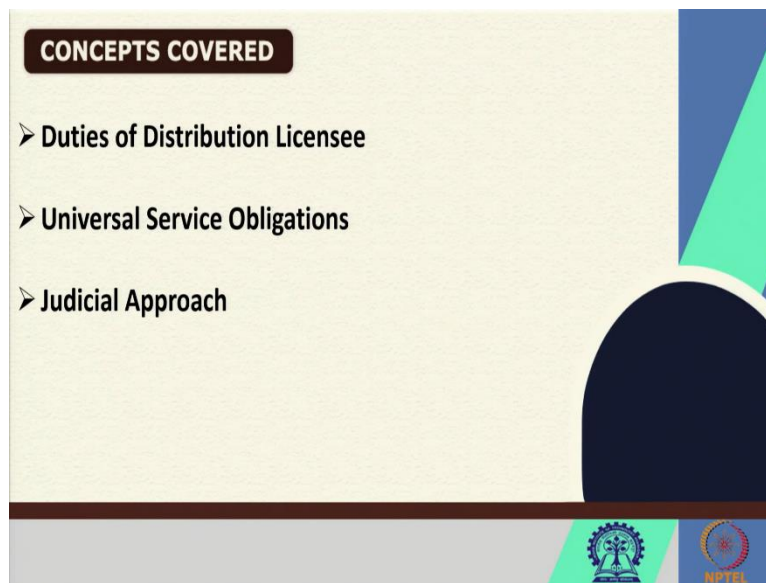 CONCEPTS COVERED
➢ Duties of Distribution Licensee
➢ Universal Service Obligations
➢ Judicial Approach
NPTEL